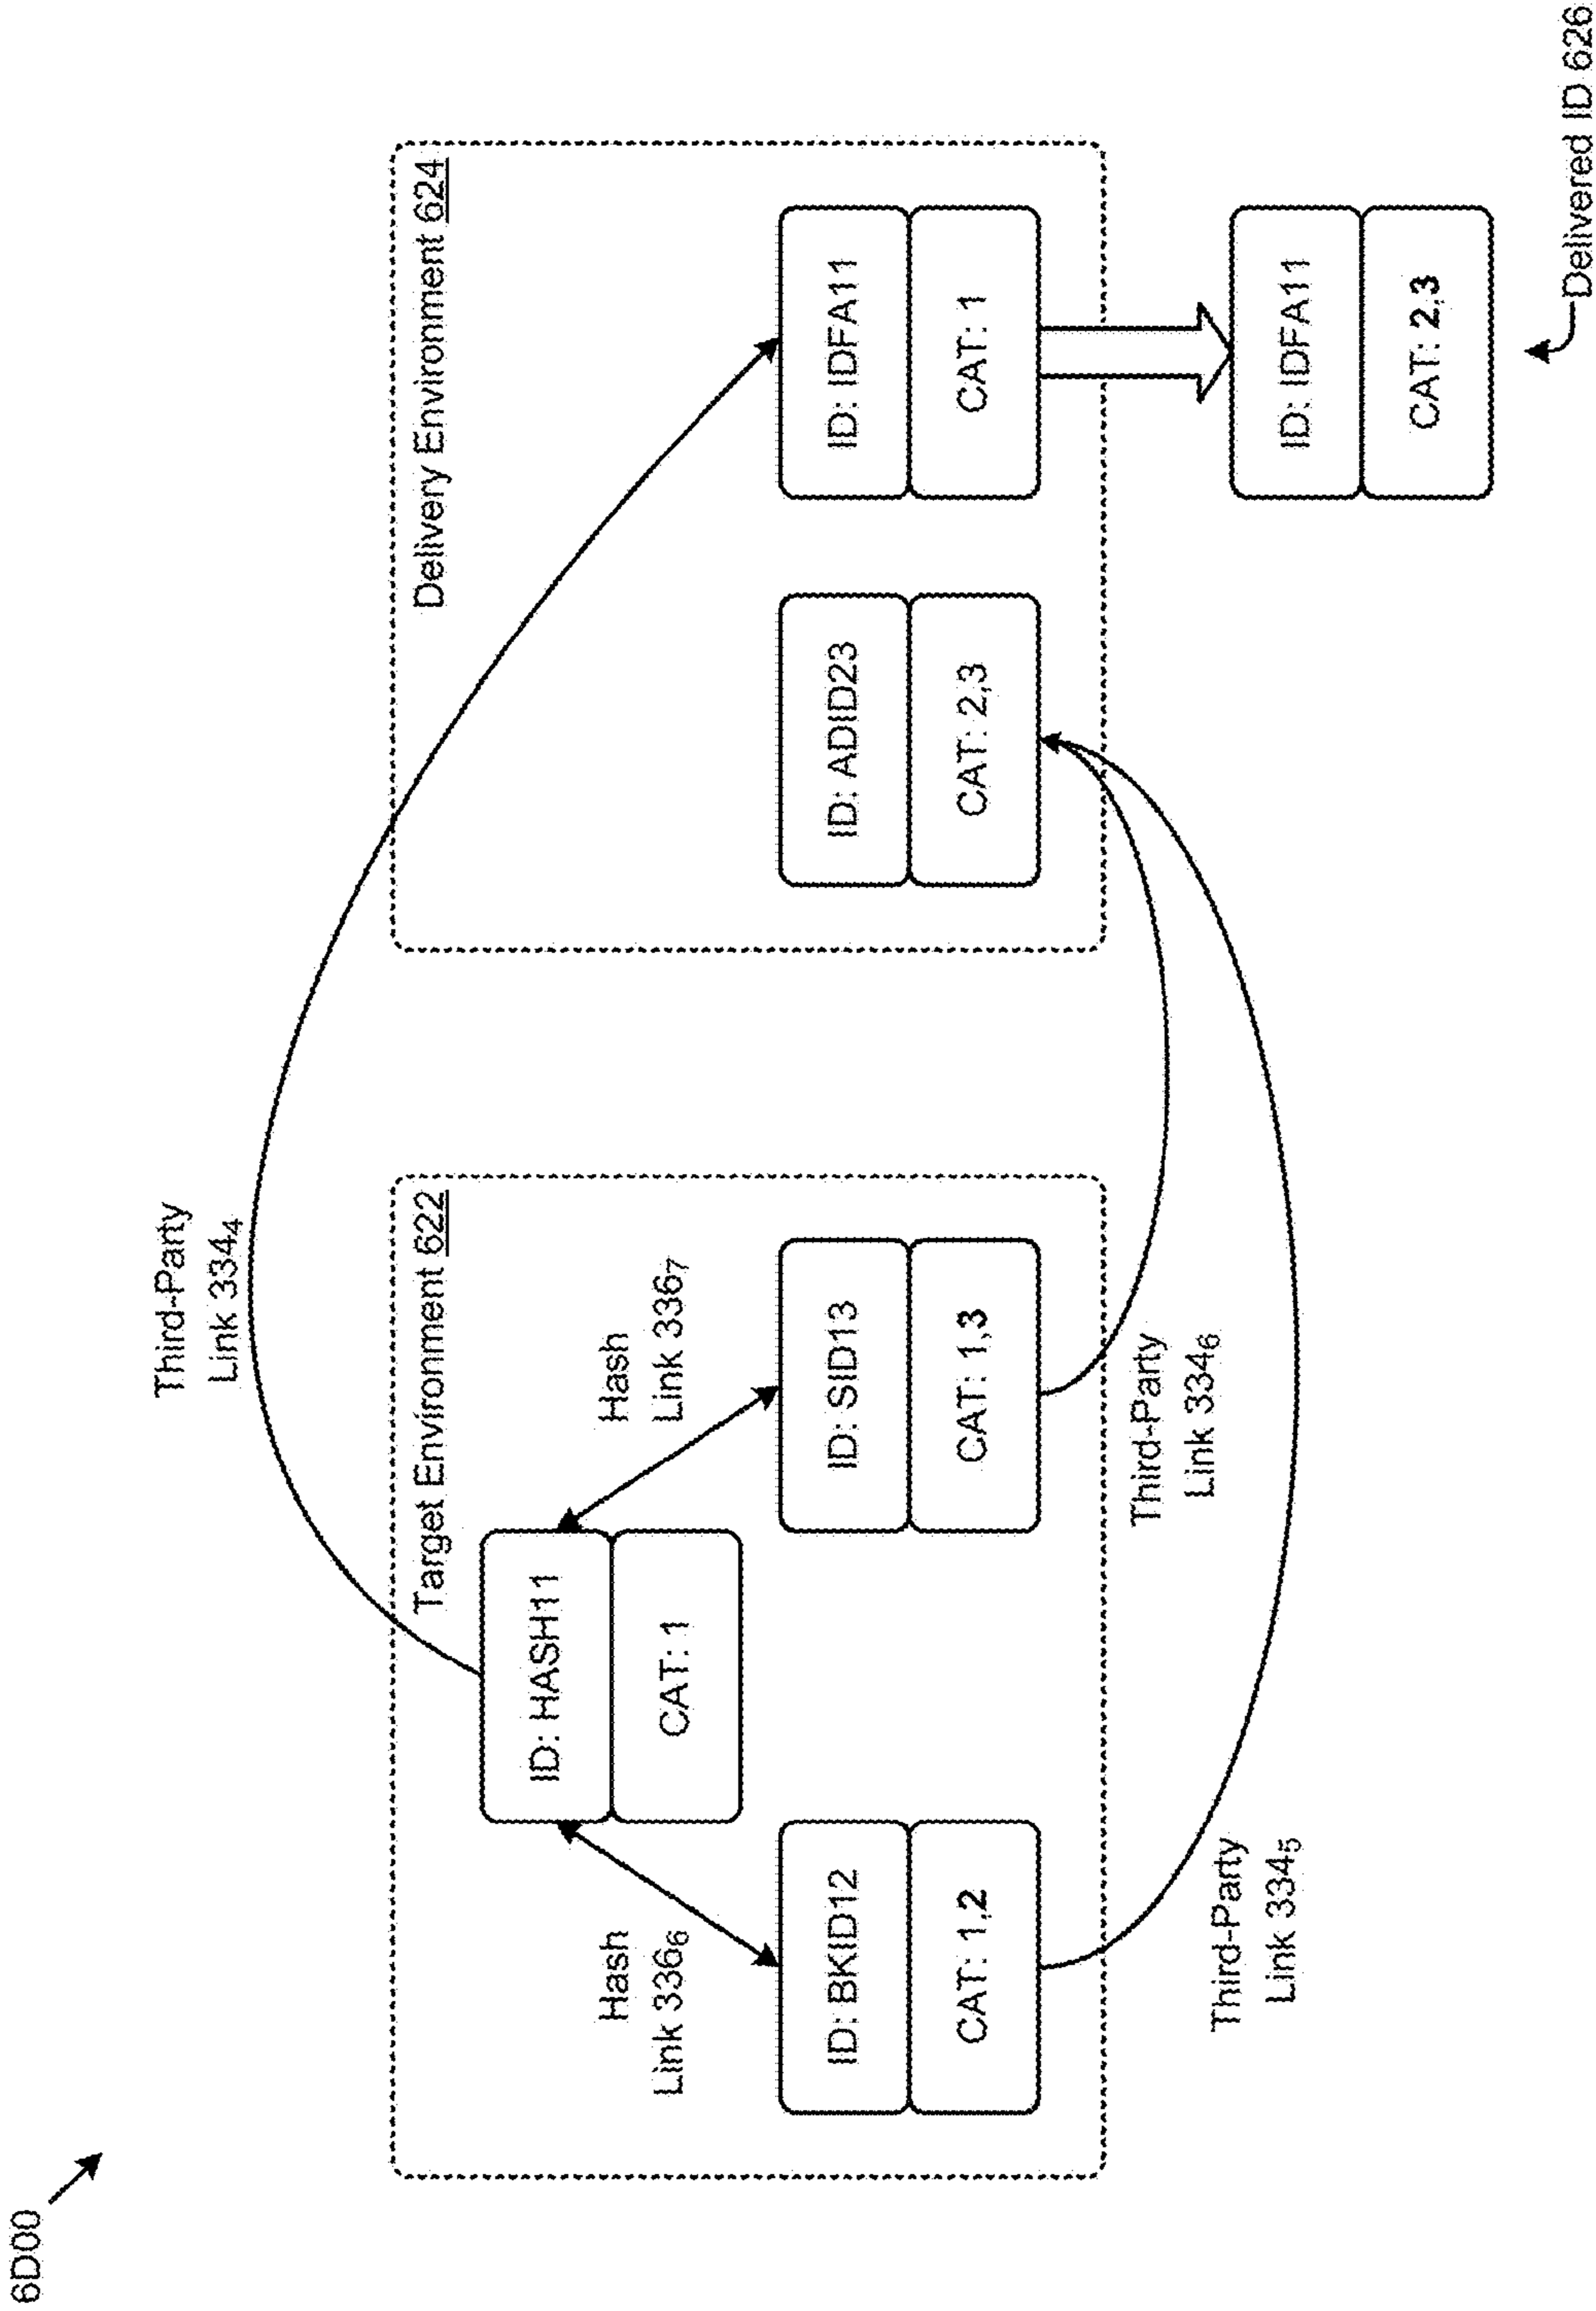 6D00
Third-Party
Link 334₄
Target Environment 622
Delivery Environment 624
Hash
Link 336₆
ID: HASH11
CAT: 1
Hash
Link 336₇
ID: BKID12
CAT: 1,2
ID: SID13
CAT: 1,3
ID: ADID23
CAT: 2,3
ID: IDFA11
CAT: 1
Third-Party
Link 334₆
Third-Party
Link 334₅
ID: IDFA11
CAT: 2,3
Delivered ID 626